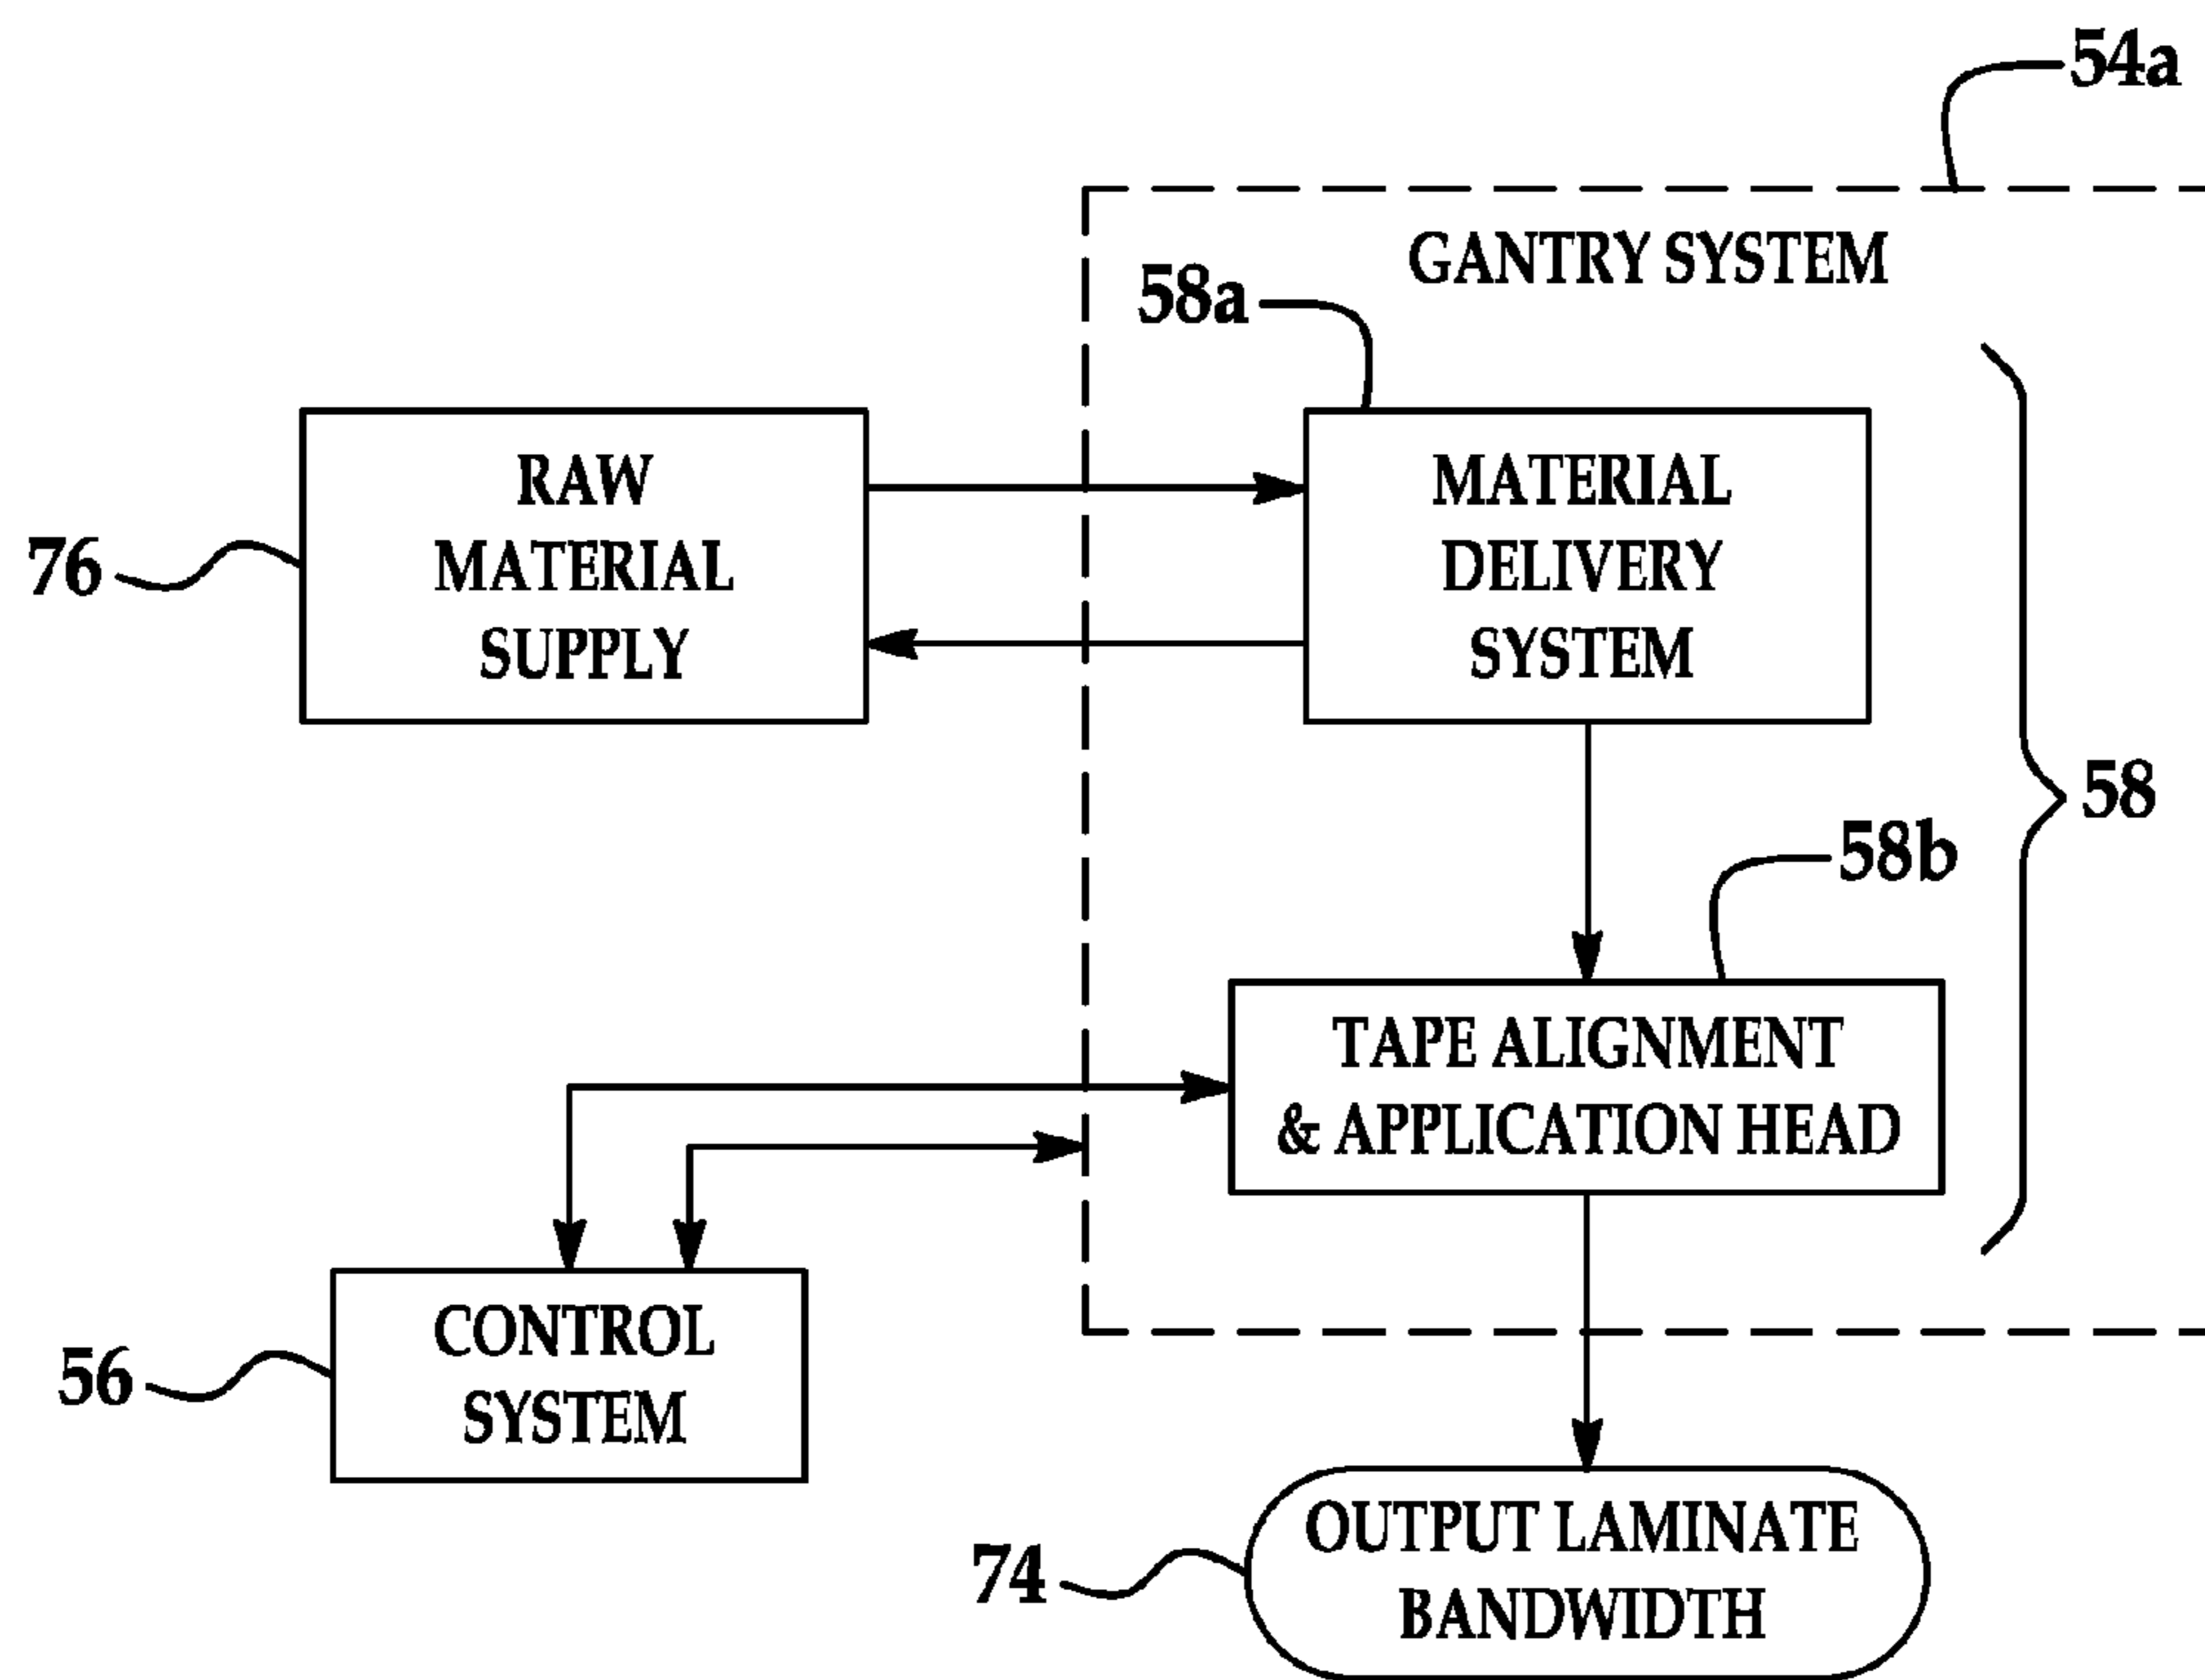 54a
GANTRY SYSTEM
58a
RAW
MATERIAL
SUPPLY
76
MATERIAL
DELIVERY
SYSTEM
58
58b
TAPE ALIGNMENT
& APPLICATION HEAD
CONTROL
SYSTEM
56
OUTPUT LAMINATE
BANDWIDTH
74